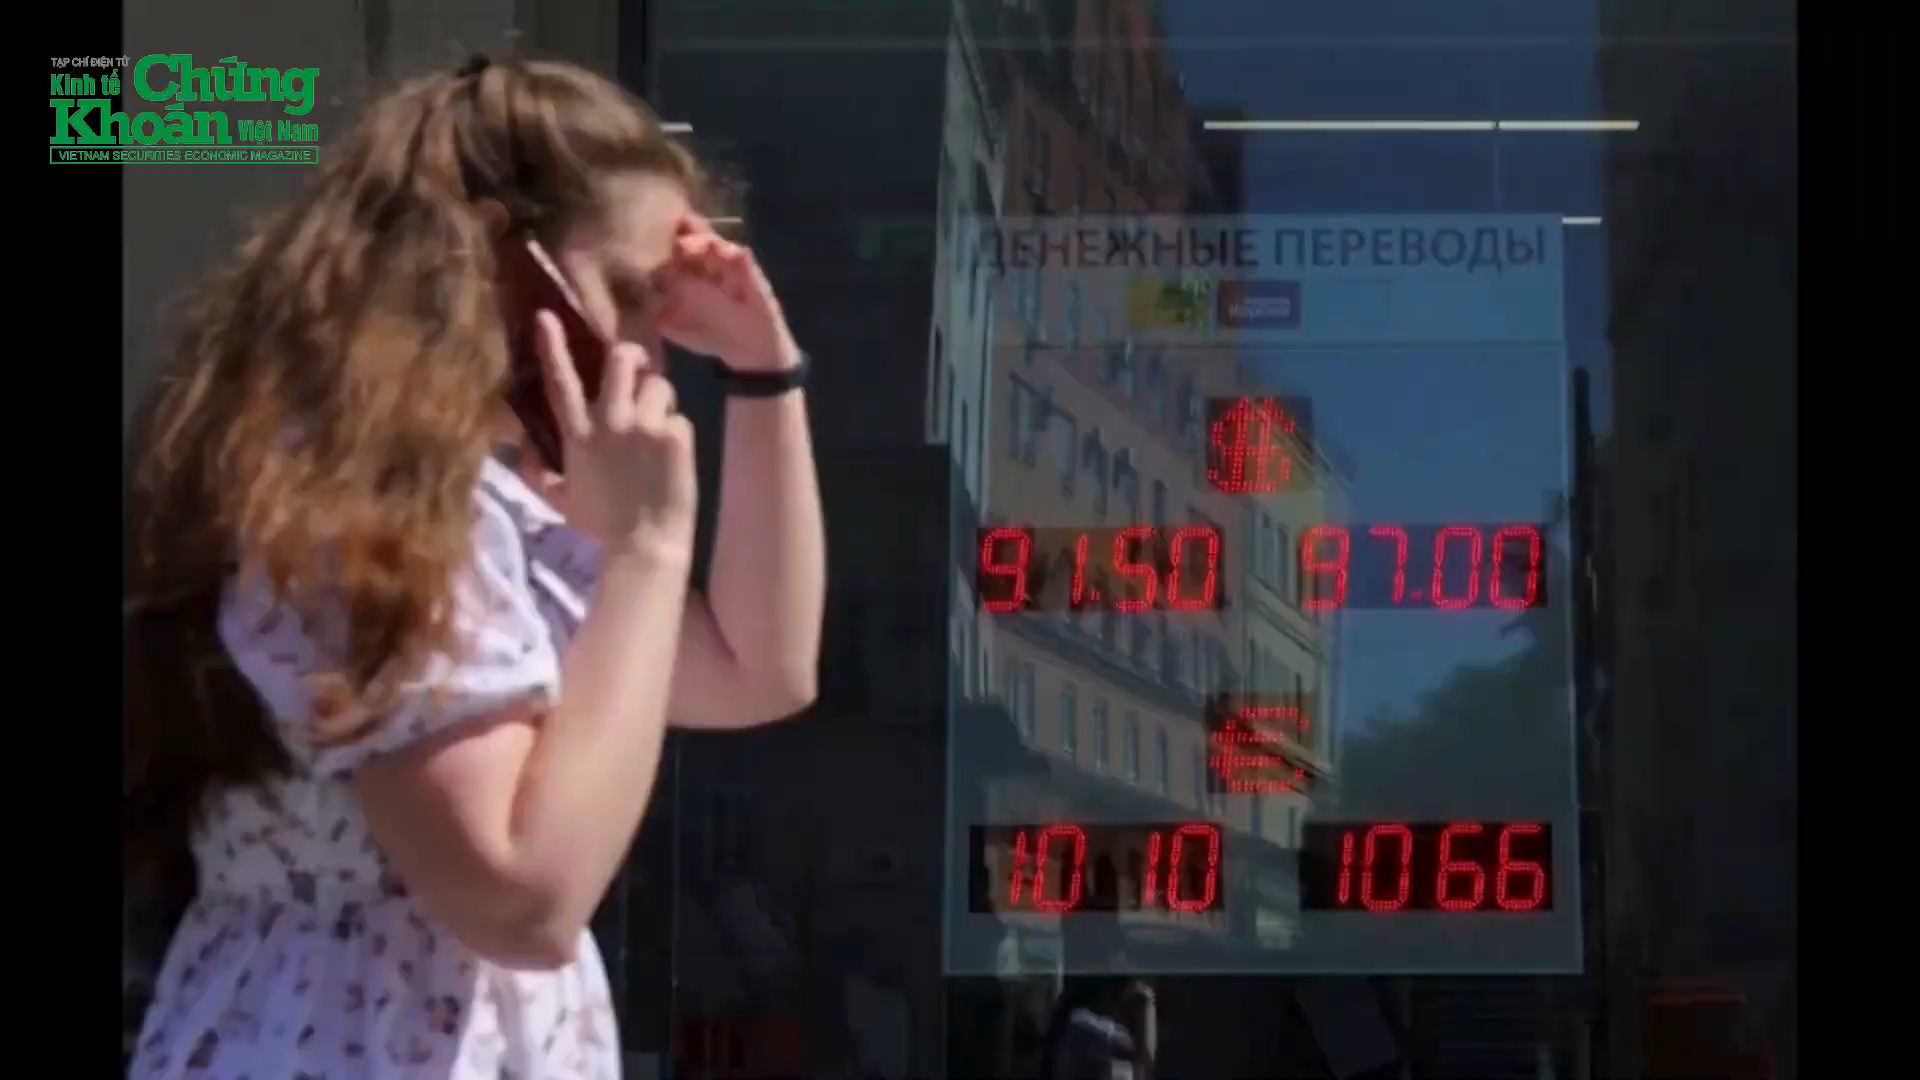 TẠP CHÍ ĐIỆN TỬ
Kinh tế Chứng
Khoán Việt Nam
VIETNAM SECURITIES ECONOMIC MAGAZINE
ДЕНЕЖНЫЕ ПЕРЕВОДЫ
$
91.50 97.00
€
10 10 10 66